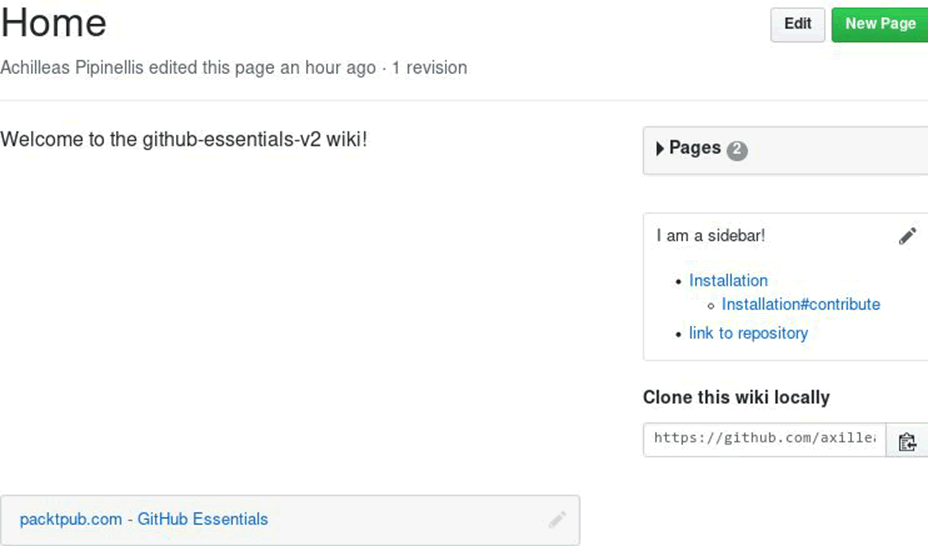 Home
Edit
New Page
Achilleas Pipinellis edited this page an hour ago · 1 revision
Welcome to the github-essentials-v2 wiki!
Pages 2
I am a sidebar!
Installation
Installation#contribute
link to repository
Clone this wiki locally
https://github.com/axillea
packtpub.com - GitHub Essentials